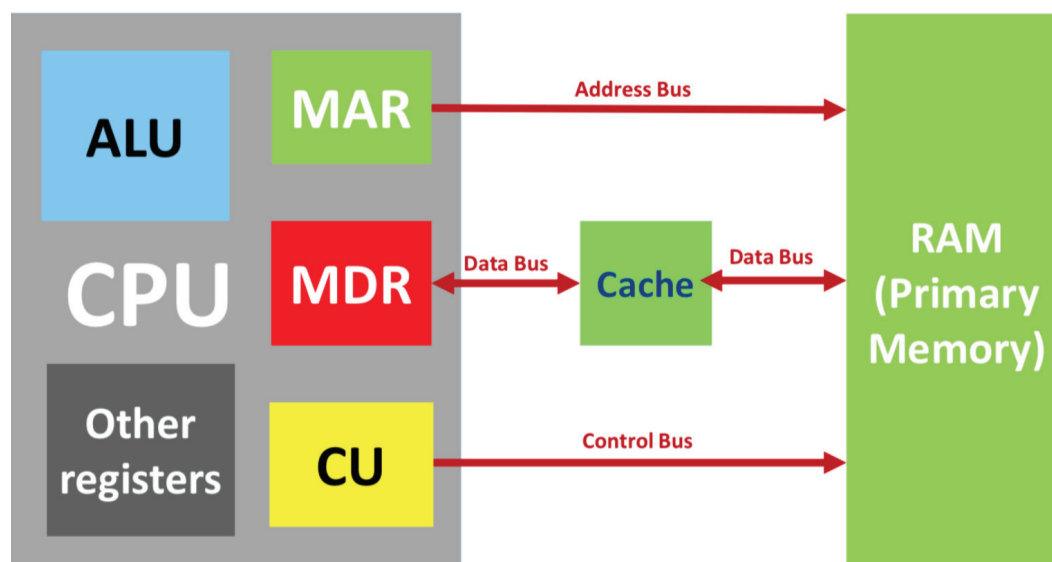 ALU
MAR
Address Bus
CPU
MDR
Data Bus
Cache
Data Bus
RAM
(Primary
Memory)
Other
registers
CU
Control Bus